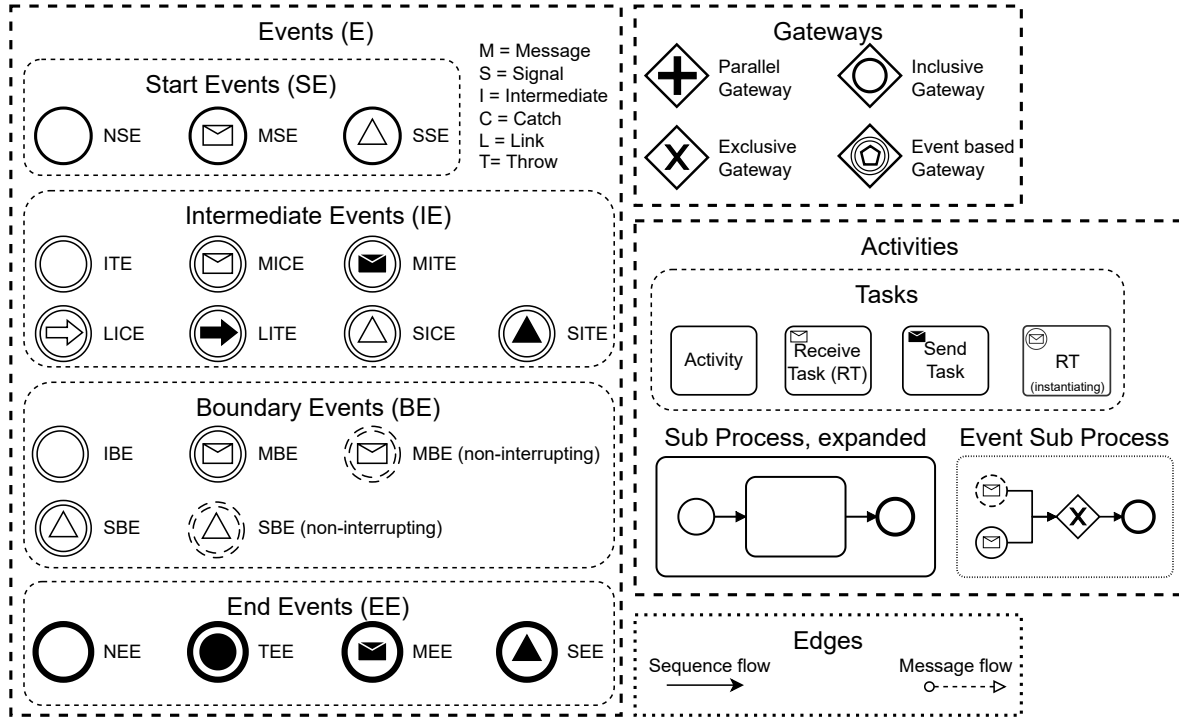 Events (E)
M = Message
S = Signal
I = Intermediate
C = Catch
L = Link
T= Throw
Start Events (SE)
NSE
MSE
SSE
Intermediate Events (IE)
ITE
MICE
MITE
LICE
LITE
SICE
SITE
Boundary Events (BE)
IBE
MBE
MBE (non-interrupting)
SBE
SBE (non-interrupting)
End Events (EE)
NEE
TEE
MEE
SEE
Gateways
Parallel
Gateway
Inclusive
Gateway
X
Exclusive
Gateway
Event based
Gateway
Activities
Tasks
Activity
Receive
Task (RT)
Send
Task
RT
(instantiating)
Sub Process, expanded
Event Sub Process
X
Edges
Sequence flow
Message flow